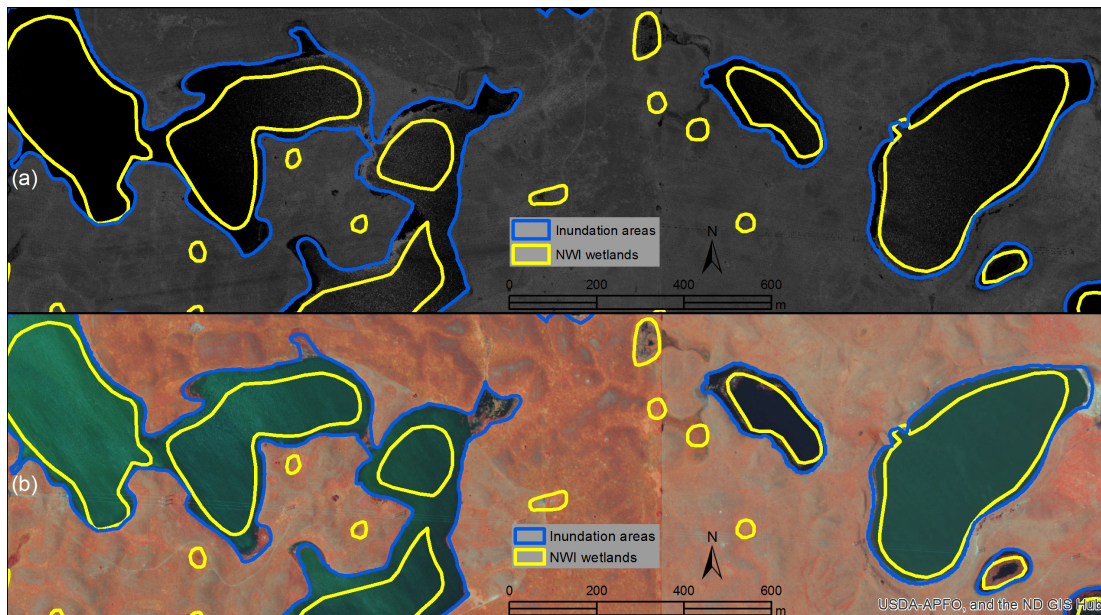 (a)
Inundation areas
NWI wetlands
N
0 200 400 600
m
(b)
Inundation areas
NWI wetlands
N
0 200 400 600
m
USDA-APFO, and the ND GIS Hub